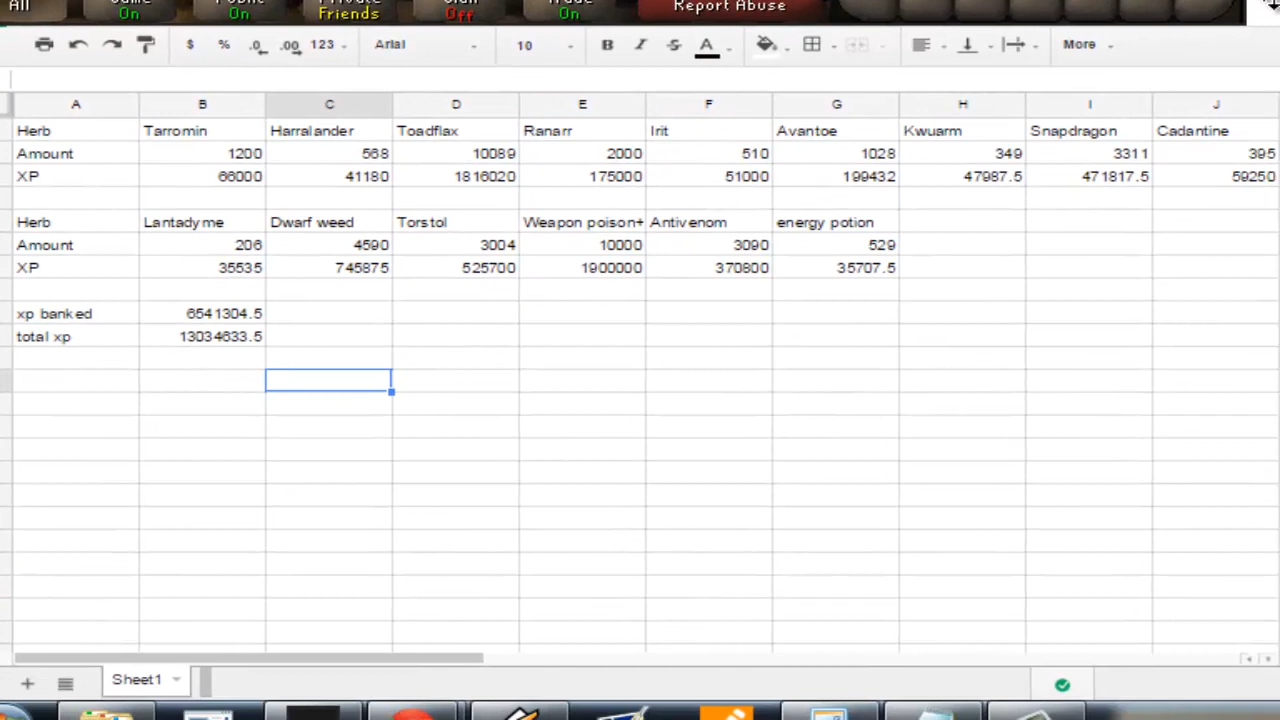 All
On
On
Friends
Off
On
Report Abuse
$ % .0 .00 123 Arial 10 B I S A More
A B C D E F G H I J
Herb Tarromin Harralander Toadflax Ranarr Irit Avantoe Kwuarm Snapdragon Cadantine
Amount 1200 568 10089 2000 510 1028 349 3311 395
XP 66000 41180 1816020 175000 51000 199432 47987.5 471817.5 59250
Herb Lantadyme Dwarf weed Torstol Weapon poison+ Antivenom energy potion
Amount 206 4590 3004 10000 3090 529
XP 35535 745875 525700 1900000 370800 35707.5
xp banked 6541304.5
total xp 13034633.5
Sheet1